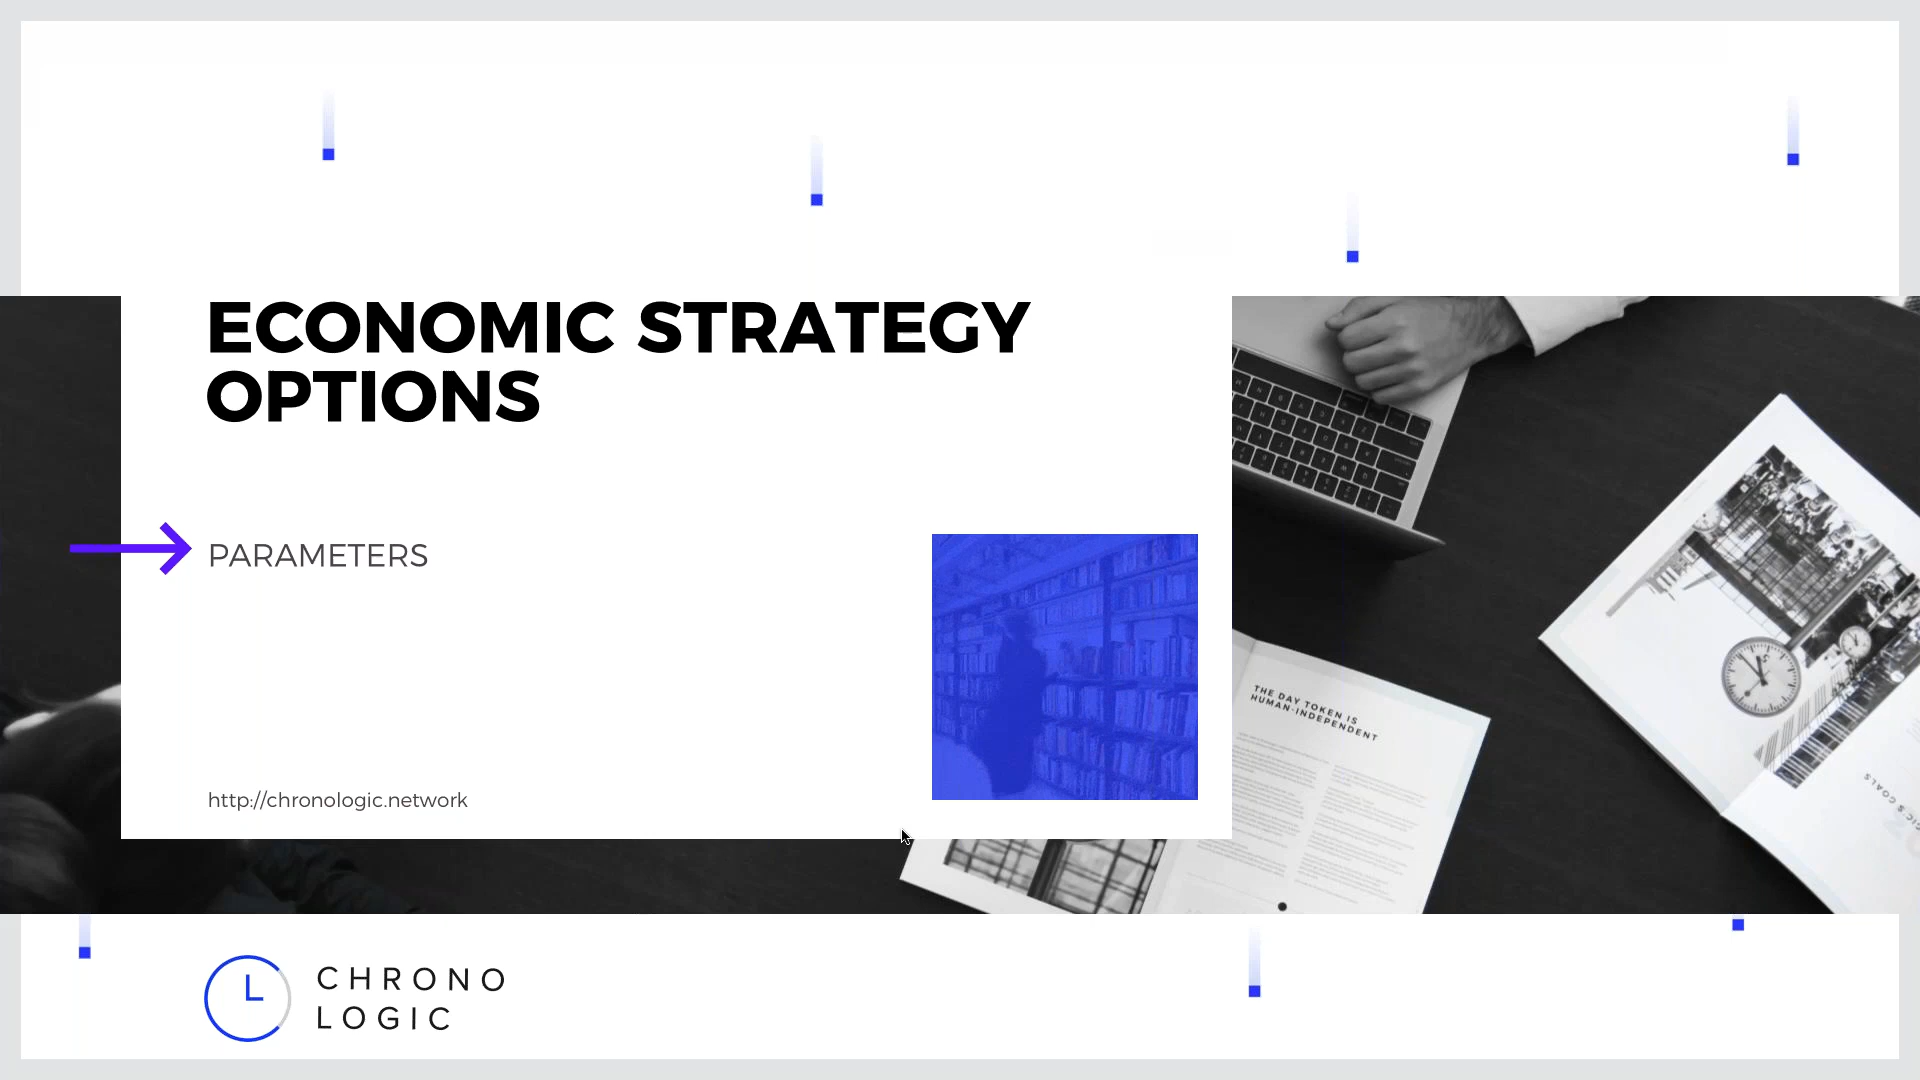 ECONOMIC STRATEGY
OPTIONS
PARAMETERS
THE DAY TOKEN IS
HUMAN-INDEPENDENT
http://chronologic.network
CHRONO
LOGIC